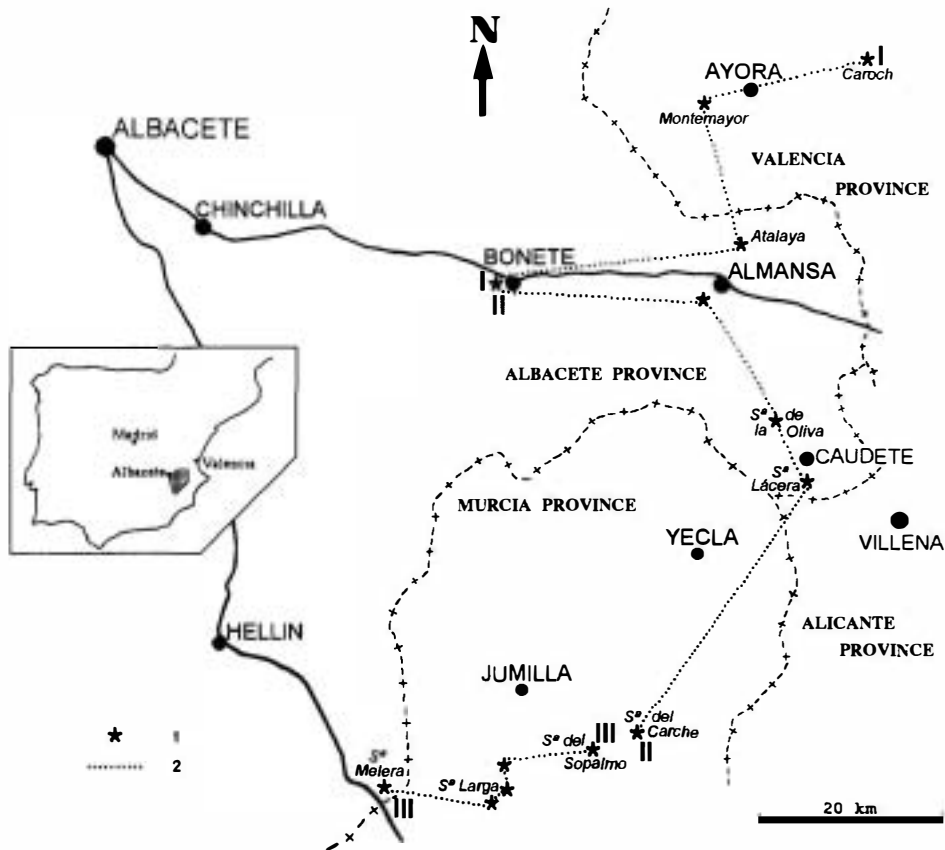 N
I
Caroch
AYORA
Montemayor
ALBACETE
VALENCIA
PROVINCE
CHINCHILLA
Atalaya
BONETE
ALMANSA
I
II
ALBACETE PROVINCE
Sª de
la Oliva
CAUDETE
Sª
Lácera
MURCIA PROVINCE
VILLENA
YECLA
Madrid
Albacete
Valencia
HELLIN
ALICANTE
PROVINCE
JUMILLA
III
Sª del
Carche
II
Sª del
Sopalmo
1
2
Sª
Melera
III
Sª Larga
20 km